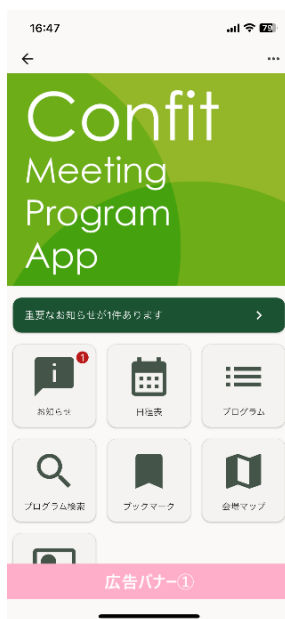 16:47
79
Confit
Meeting
Program
App
重要なお知らせが1件あります
1
お知らせ
日程表
プログラム
プログラム検索
ブックマーク
会場マップ
広告バナー①